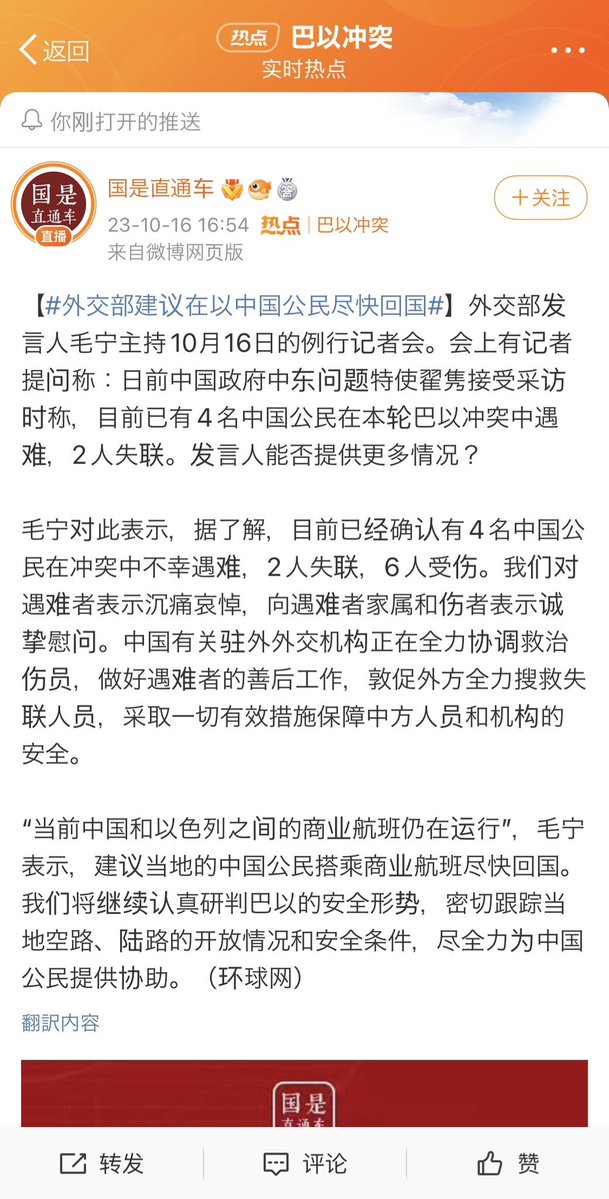 返回
热点 巴以冲突
实时热点
你刚打开的推送
国是
直通车
直播
国是直通车
答
23-10-16 16:54 热点 巴以冲突
来自微博网页版
+关注
【#外交部建议在以中国公民尽快回国#】外交部发
言人毛宁主持10月16日的例行记者会。会上有记者
提问称：日前中国政府中东问题特使翟隽接受采访
时称，目前已有4名中国公民在本轮巴以冲突中遇
难，2人失联。发言人能否提供更多情况？
毛宁对此表示，据了解，目前已经确认有4名中国公
民在冲突中不幸遇难，2人失联，6人受伤。我们对
遇难者表示沉痛哀悼，向遇难者家属和伤者表示诚
挚慰问。中国有关驻外外交机构正在全力协调救治
伤员，做好遇难者的善后工作，敦促外方全力搜救失
联人员，采取一切有效措施保障中方人员和机构的
安全。
“当前中国和以色列之间的商业航班仍在运行”，毛宁
表示，建议当地的中国公民搭乘商业航班尽快回国。
我们将继续认真研判巴以的安全形势，密切跟踪当
地空路、陆路的开放情况和安全条件，尽全力为中国
公民提供协助。（环球网）
翻訳内容
国是
直通车
转发
评论
赞